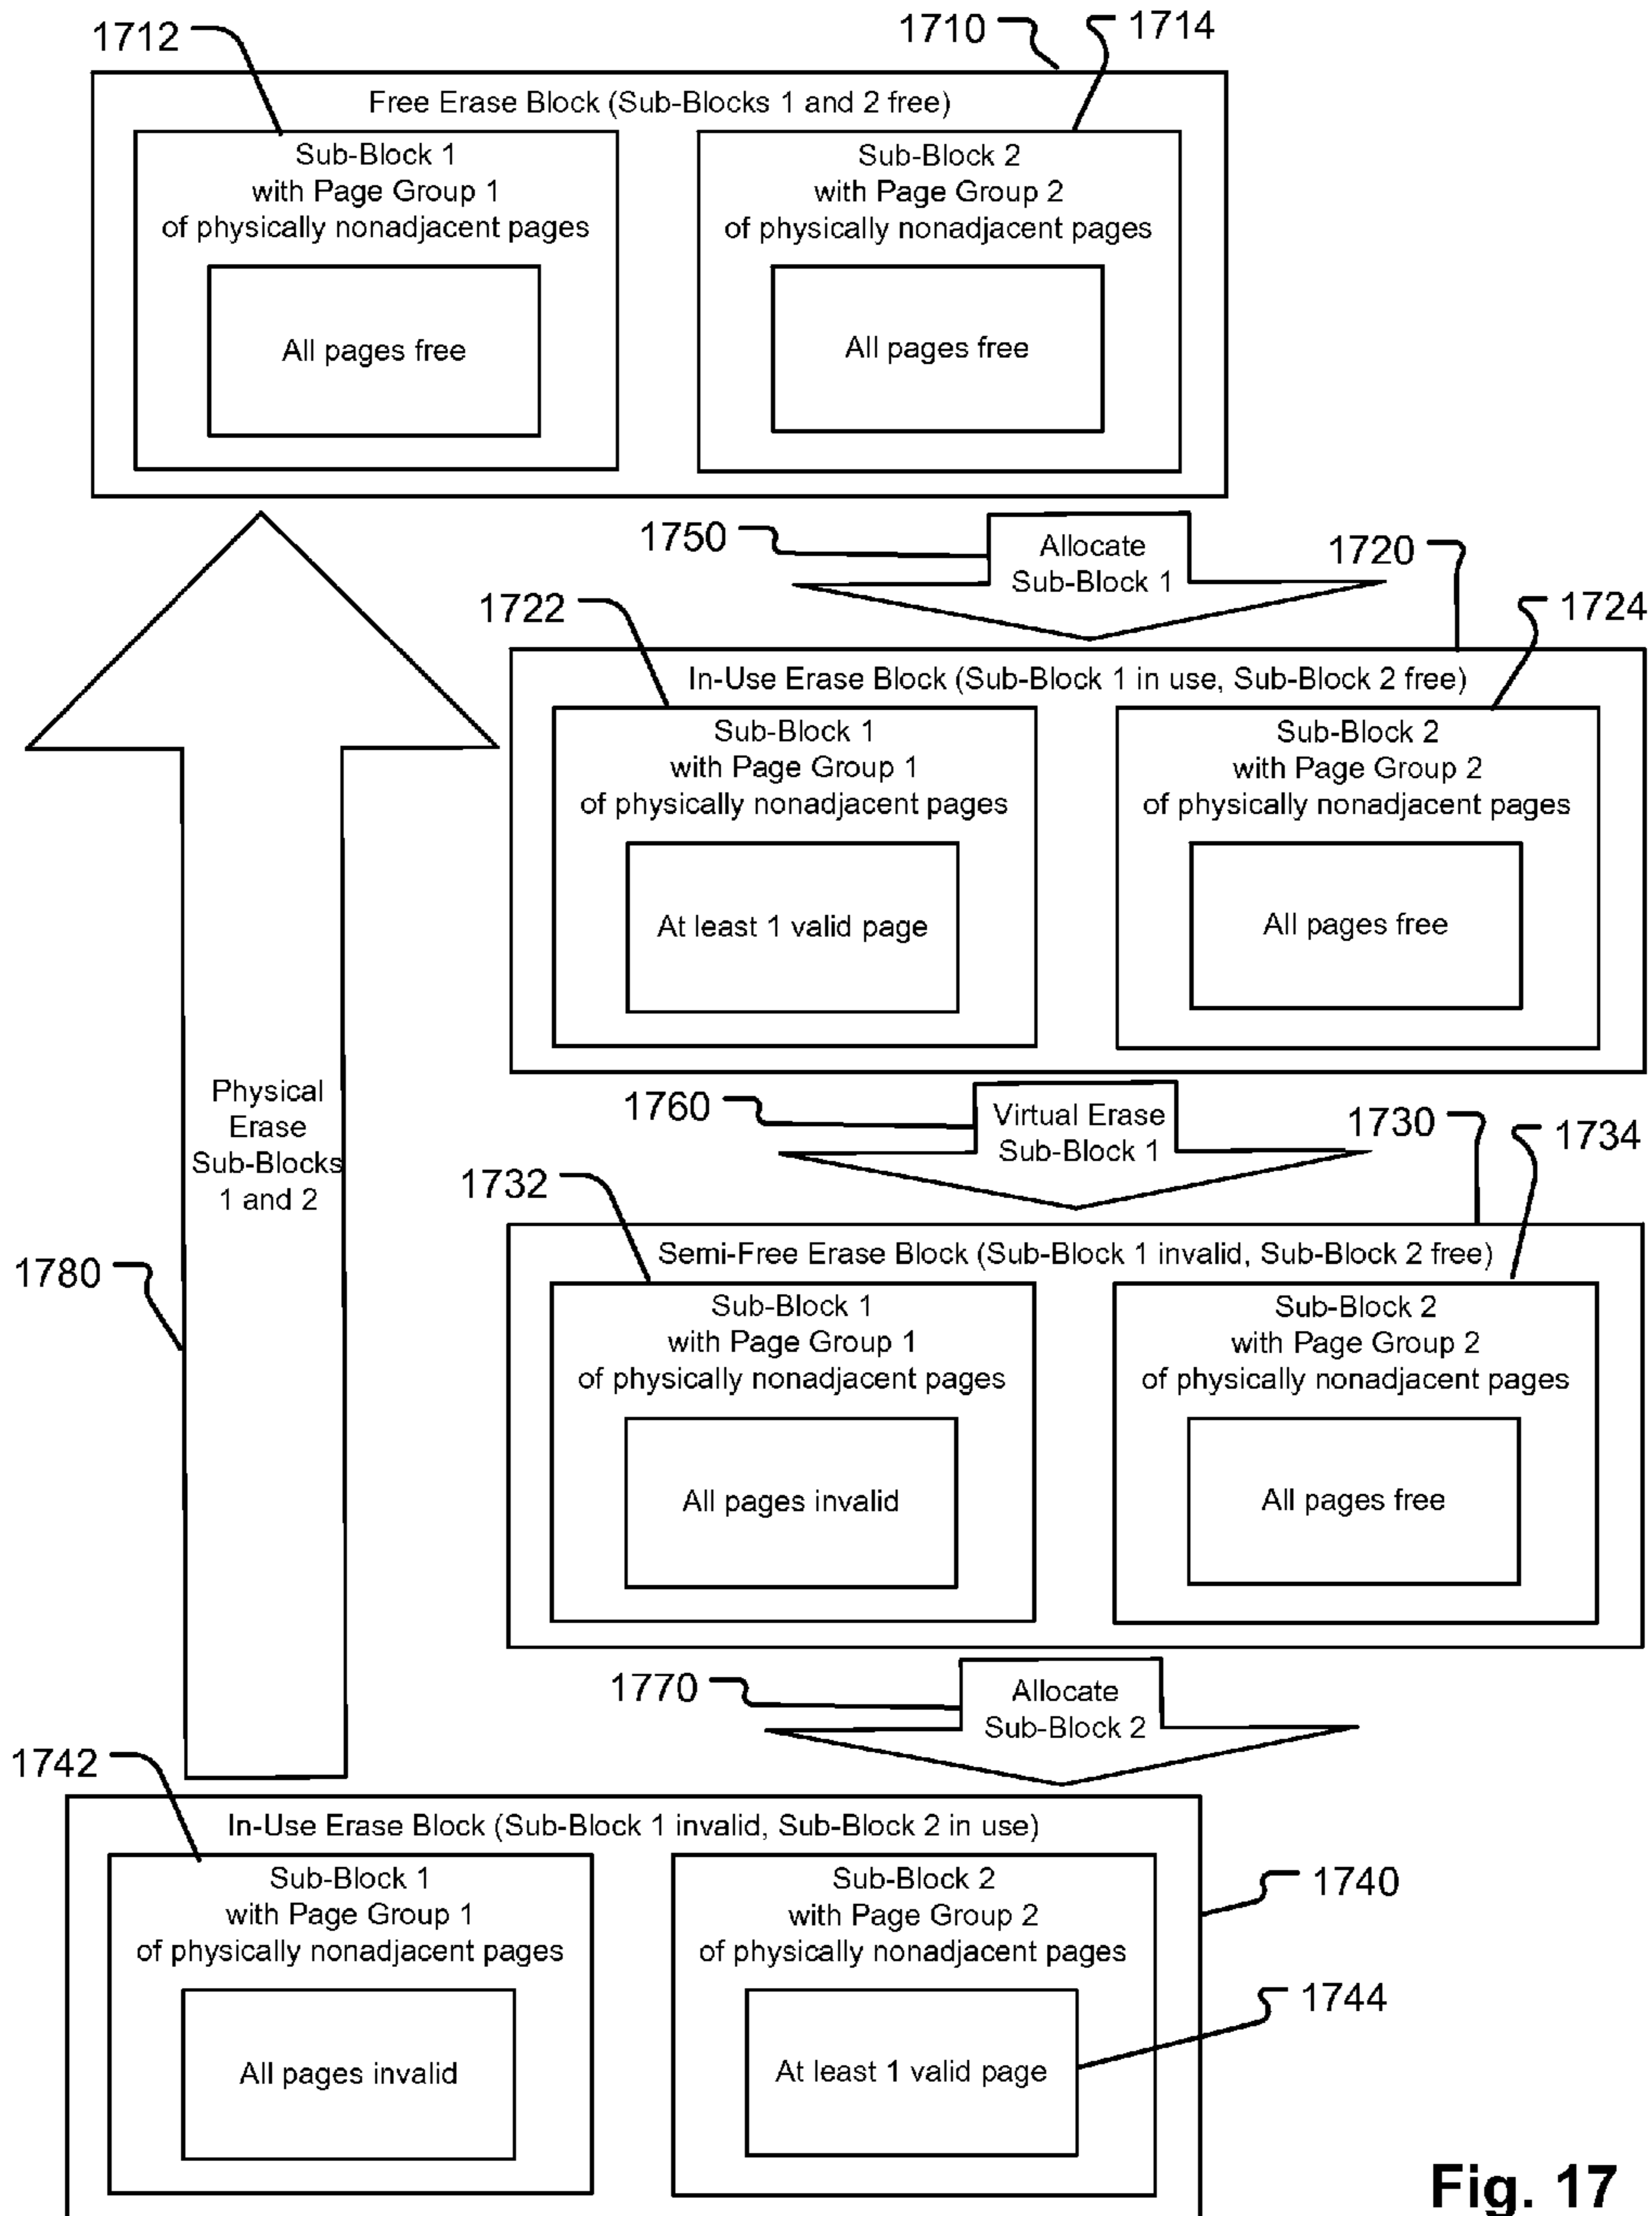 1712
1710
1714
Free Erase Block (Sub-Blocks 1 and 2 free)
Sub-Block 1
with Page Group 1
of physically nonadjacent pages
All pages free
Sub-Block 2
with Page Group 2
of physically nonadjacent pages
All pages free
1750
Allocate
Sub-Block 1
1720
1722
1724
In-Use Erase Block (Sub-Block 1 in use, Sub-Block 2 free)
Sub-Block 1
with Page Group 1
of physically nonadjacent pages
At least 1 valid page
Sub-Block 2
with Page Group 2
of physically nonadjacent pages
All pages free
Physical
Erase
Sub-Blocks
1 and 2
1780
1760
Virtual Erase
Sub-Block 1
1730
1734
1732
Semi-Free Erase Block (Sub-Block 1 invalid, Sub-Block 2 free)
Sub-Block 1
with Page Group 1
of physically nonadjacent pages
All pages invalid
Sub-Block 2
with Page Group 2
of physically nonadjacent pages
All pages free
1770
Allocate
Sub-Block 2
1742
In-Use Erase Block (Sub-Block 1 invalid, Sub-Block 2 in use)
Sub-Block 1
with Page Group 1
of physically nonadjacent pages
All pages invalid
Sub-Block 2
with Page Group 2
of physically nonadjacent pages
At least 1 valid page
1740
1744
Fig. 17